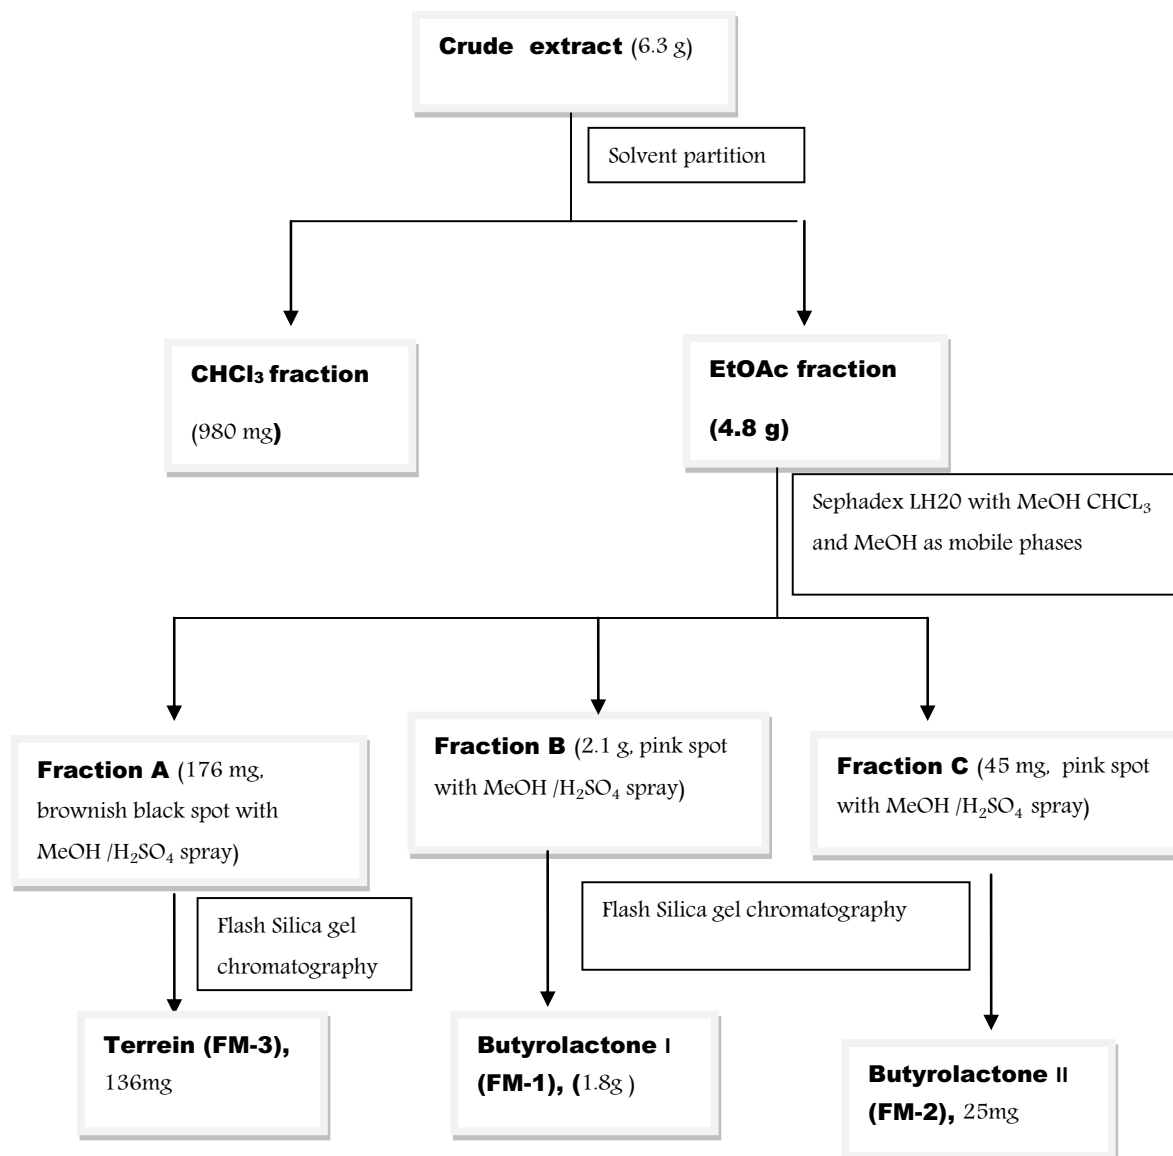 Crude extract (6.3 g)
Solvent partition
CHCl₃ fraction
(980 mg)
EtOAc fraction
(4.8 g)
Sephadex LH20 with MeOH CHCL₃
and MeOH as mobile phases
Fraction A (176 mg,
brownish black spot with
MeOH /H₂SO₄ spray)
Fraction B (2.1 g, pink spot
with MeOH /H₂SO₄ spray)
Fraction C (45 mg, pink spot
with MeOH /H₂SO₄ spray)
Flash Silica gel
chromatography
Flash Silica gel chromatography
Terrein (FM-3),
136mg
Butyrolactone I
(FM-1), (1.8g )
Butyrolactone II
(FM-2), 25mg